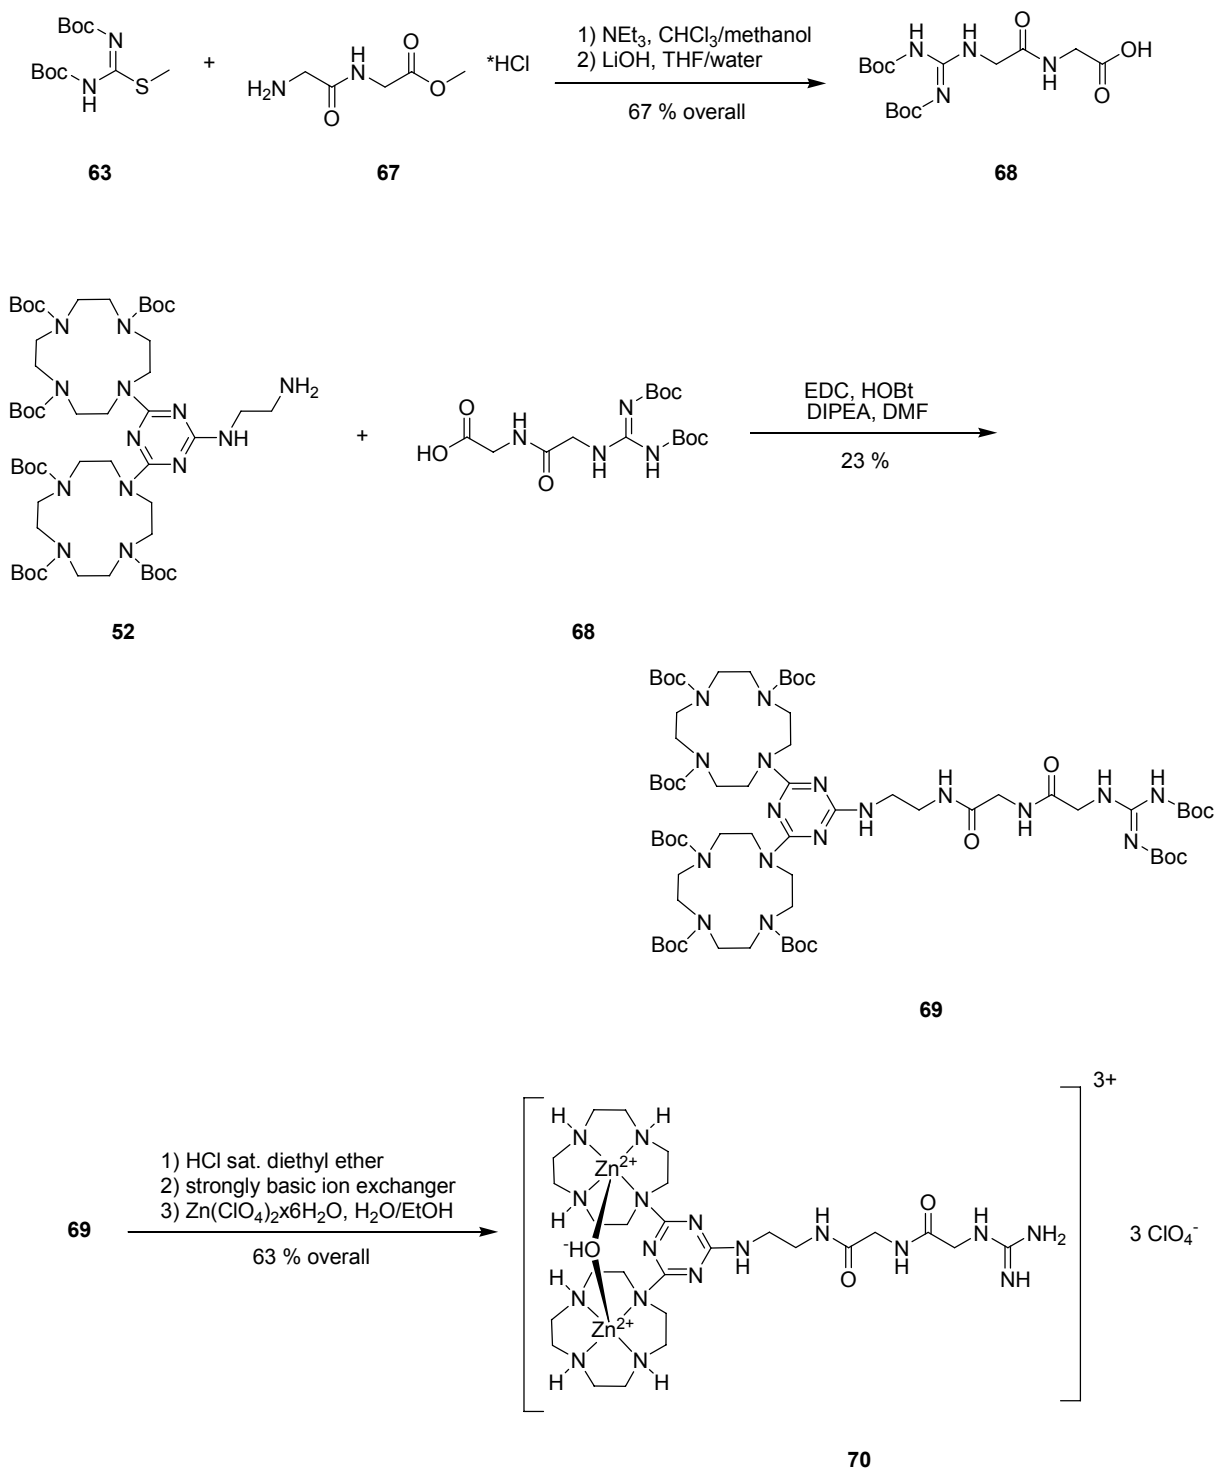 Boc
N
Boc
N
H
S
+
H2N
O
H
N
O
O
*HCl
1) NEt3, CHCl3/methanol
2) LiOH, THF/water
67 % overall
Boc
H
N
H
N
N
Boc
O
N
H
O
OH
63
67
68
Boc
Boc
N
N
N
N
Boc
N
N
N
N
H
NH2
Boc
N
N
N
N
Boc
Boc
+
O
HO
H
N
O
N
H
N
Boc
N
H
Boc
EDC, HOBt
DIPEA, DMF
23 %
52
68
Boc
Boc
N
N
N
N
Boc
N
N
N
N
H
H
N
O
N
H
O
H
N
H
N
Boc
N
Boc
Boc
N
N
N
N
Boc
Boc
69
69
1) HCl sat. diethyl ether
2) strongly basic ion exchanger
3) Zn(ClO4)2x6H2O, H2O/EtOH
63 % overall
3+
H
H
N
N
Zn2+
N
N
H
-HO
N
N
N
N
H
H
N
O
N
H
O
H
N
NH2
NH
3 ClO4-
H
N
N
Zn2+
N
N
H
H
70